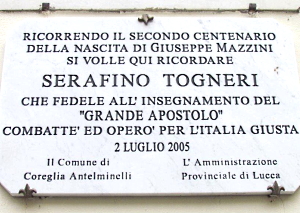 RICORRENDO IL SECONDO CENTENARIO
DELLA NASCITA DI GIUSEPPE MAZZINI
SI VOLLE QUI RICORDARE
SERAFINO TOGNERI
CHE FEDELE ALL' INSEGNAMENTO DEL
"GRANDE APOSTOLO"
COMBATTE' ED OPERO' PER L'ITALIA GIUSTA
2 LUGLIO 2005
Il Comune di L' Amministrazione
Coreglia Antelminelli Provinciale di Lucca